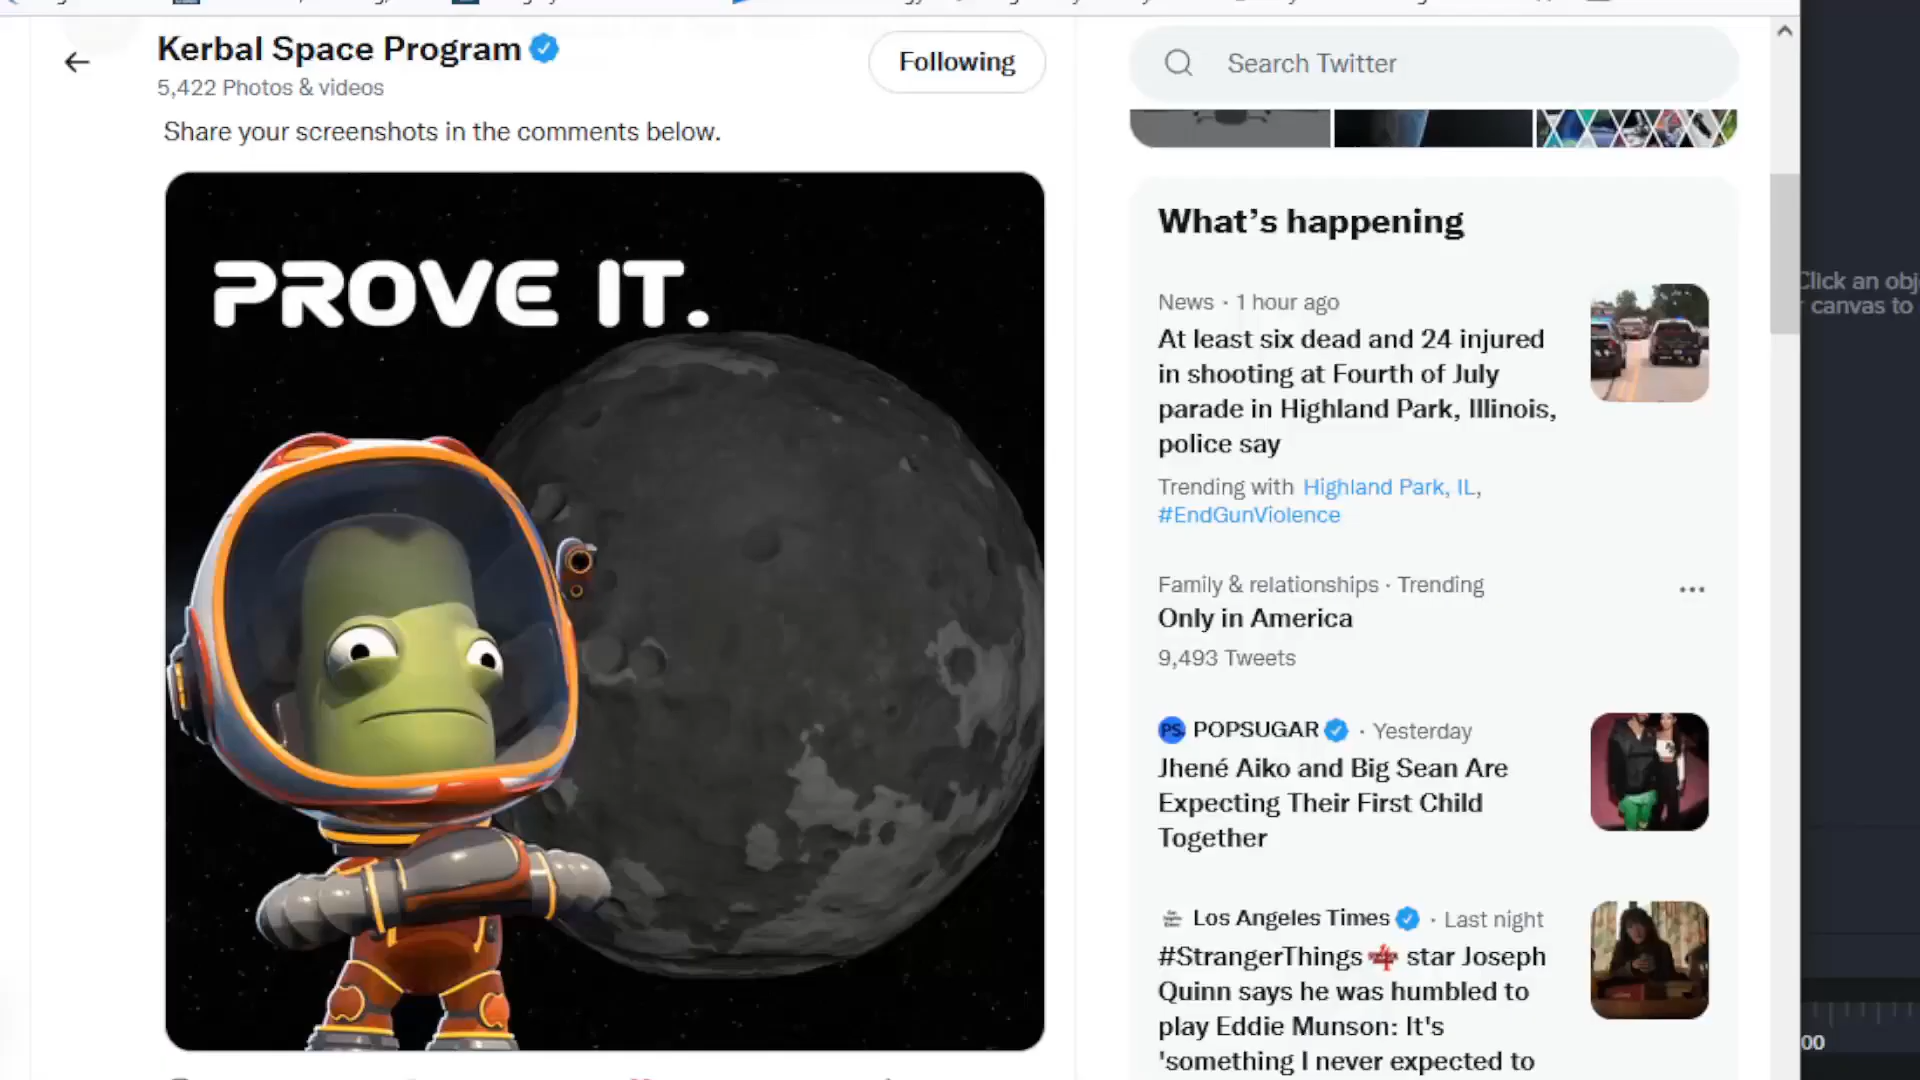 Kerbal Space Program
Following
5,422 Photos & videos
Share your screenshots in the comments below.
PROVE IT.
Search Twitter
What's happening
News · 1 hour ago
At least six dead and 24 injured
in shooting at Fourth of July
parade in Highland Park, Illinois,
police say
Trending with Highland Park, IL,
#EndGunViolence
Family & relationships · Trending
Only in America
9,493 Tweets
PS. POPSUGAR · Yesterday
Jhené Aiko and Big Sean Are
Expecting Their First Child
Together
Los Angeles Times · Last night
#StrangerThings star Joseph
Quinn says he was humbled to
play Eddie Munson: It's
'something I never expected to
Click an obj
canvas to
00